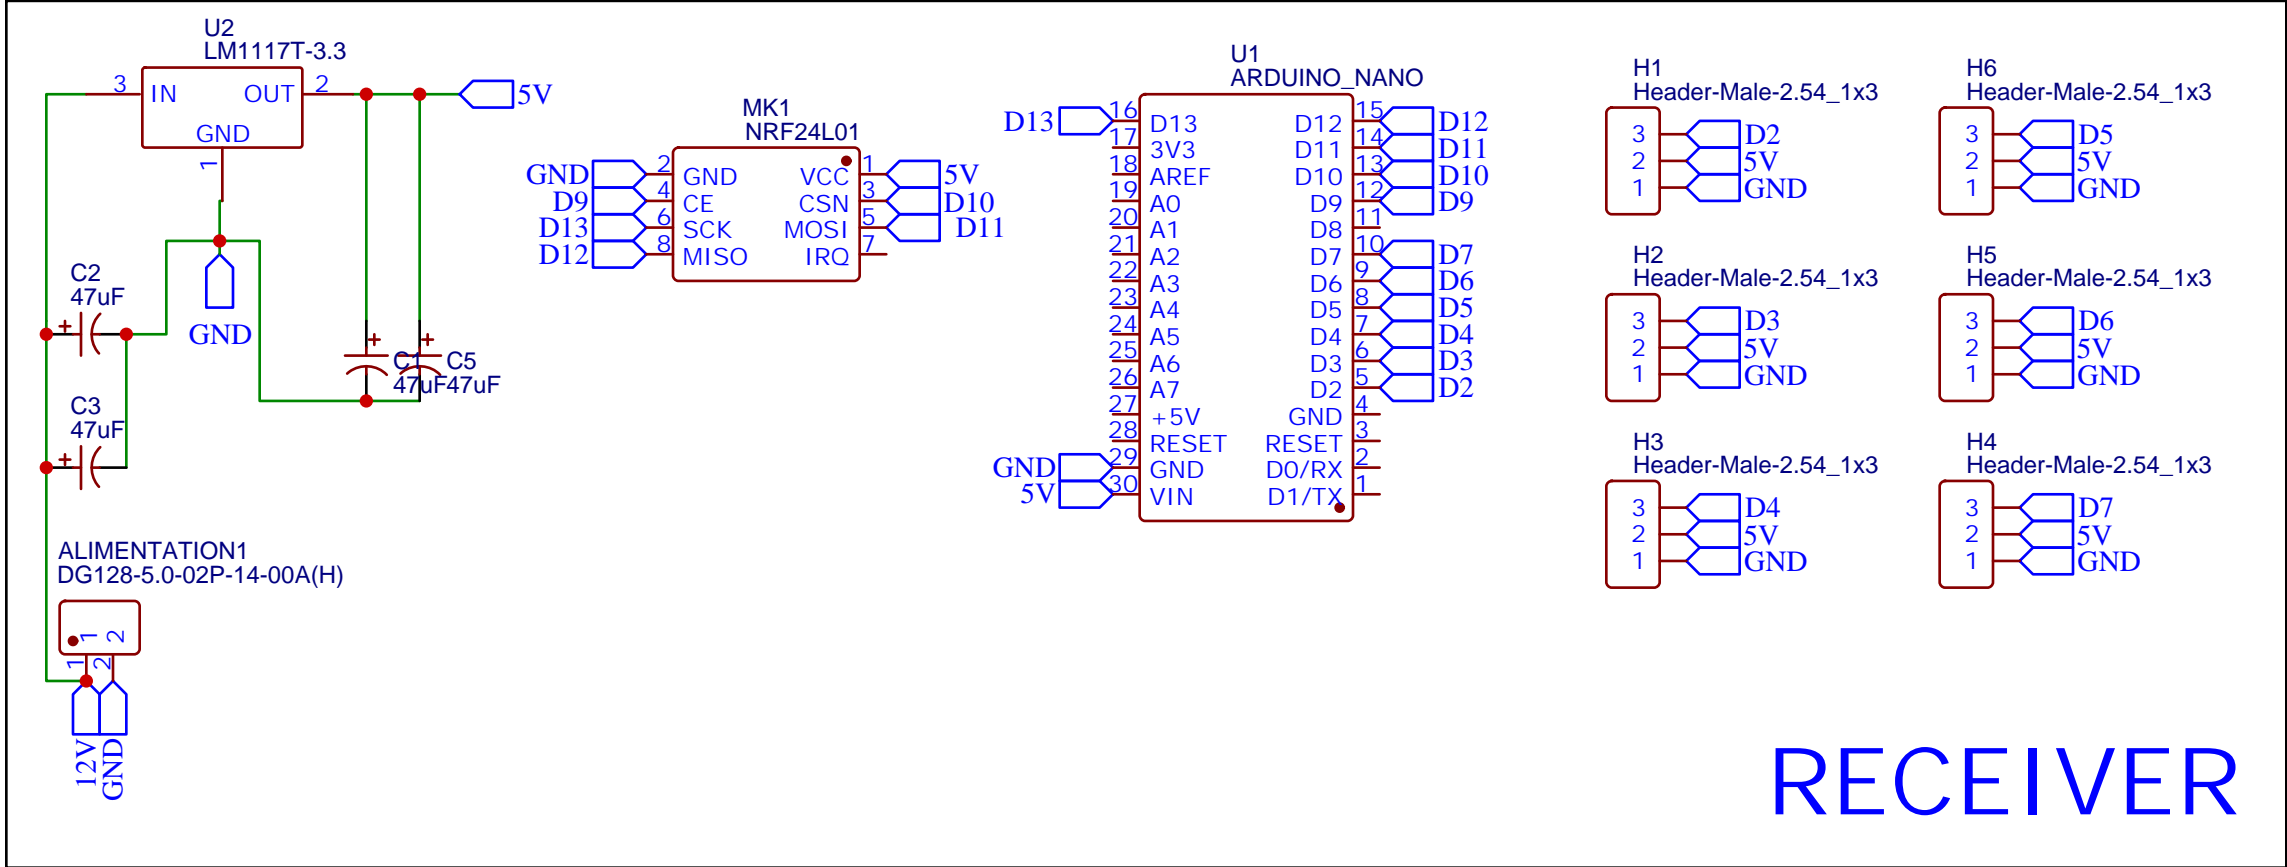 U2
LM1117T-3.3
3
IN
OUT
2
GND
1
5V
GND
C2
47uF
+
C3
47uF
+
+
C1
47uF
+
C5
47uF
ALIMENTATION1
DG128-5.0-02P-14-00A(H)
1
2
1
2
12V
GND
MK1
NRF24L01
GND 2 GND VCC 1 5V
D9 4 CE CSN 3 D10
D13 6 SCK MOSI 5 D11
D12 8 MISO IRQ 7
U1
ARDUINO_NANO
D13 16 D13 D12 15 D12
17 3V3 D11 14 D11
18 AREF D10 13 D10
19 A0 D9 12 D9
20 A1 D8 11
21 A2 D7 10 D7
22 A3 D6 9 D6
23 A4 D5 8 D5
24 A5 D4 7 D4
25 A6 D3 6 D3
26 A7 D2 5 D2
27 +5V GND 4
28 RESET RESET 3
GND 29 GND D0/RX 2
5V 30 VIN D1/TX 1
H1
Header-Male-2.54_1x3
3 D2
2 5V
1 GND
H2
Header-Male-2.54_1x3
3 D3
2 5V
1 GND
H3
Header-Male-2.54_1x3
3 D4
2 5V
1 GND
H6
Header-Male-2.54_1x3
3 D5
2 5V
1 GND
H5
Header-Male-2.54_1x3
3 D6
2 5V
1 GND
H4
Header-Male-2.54_1x3
3 D7
2 5V
1 GND
RECEIVER